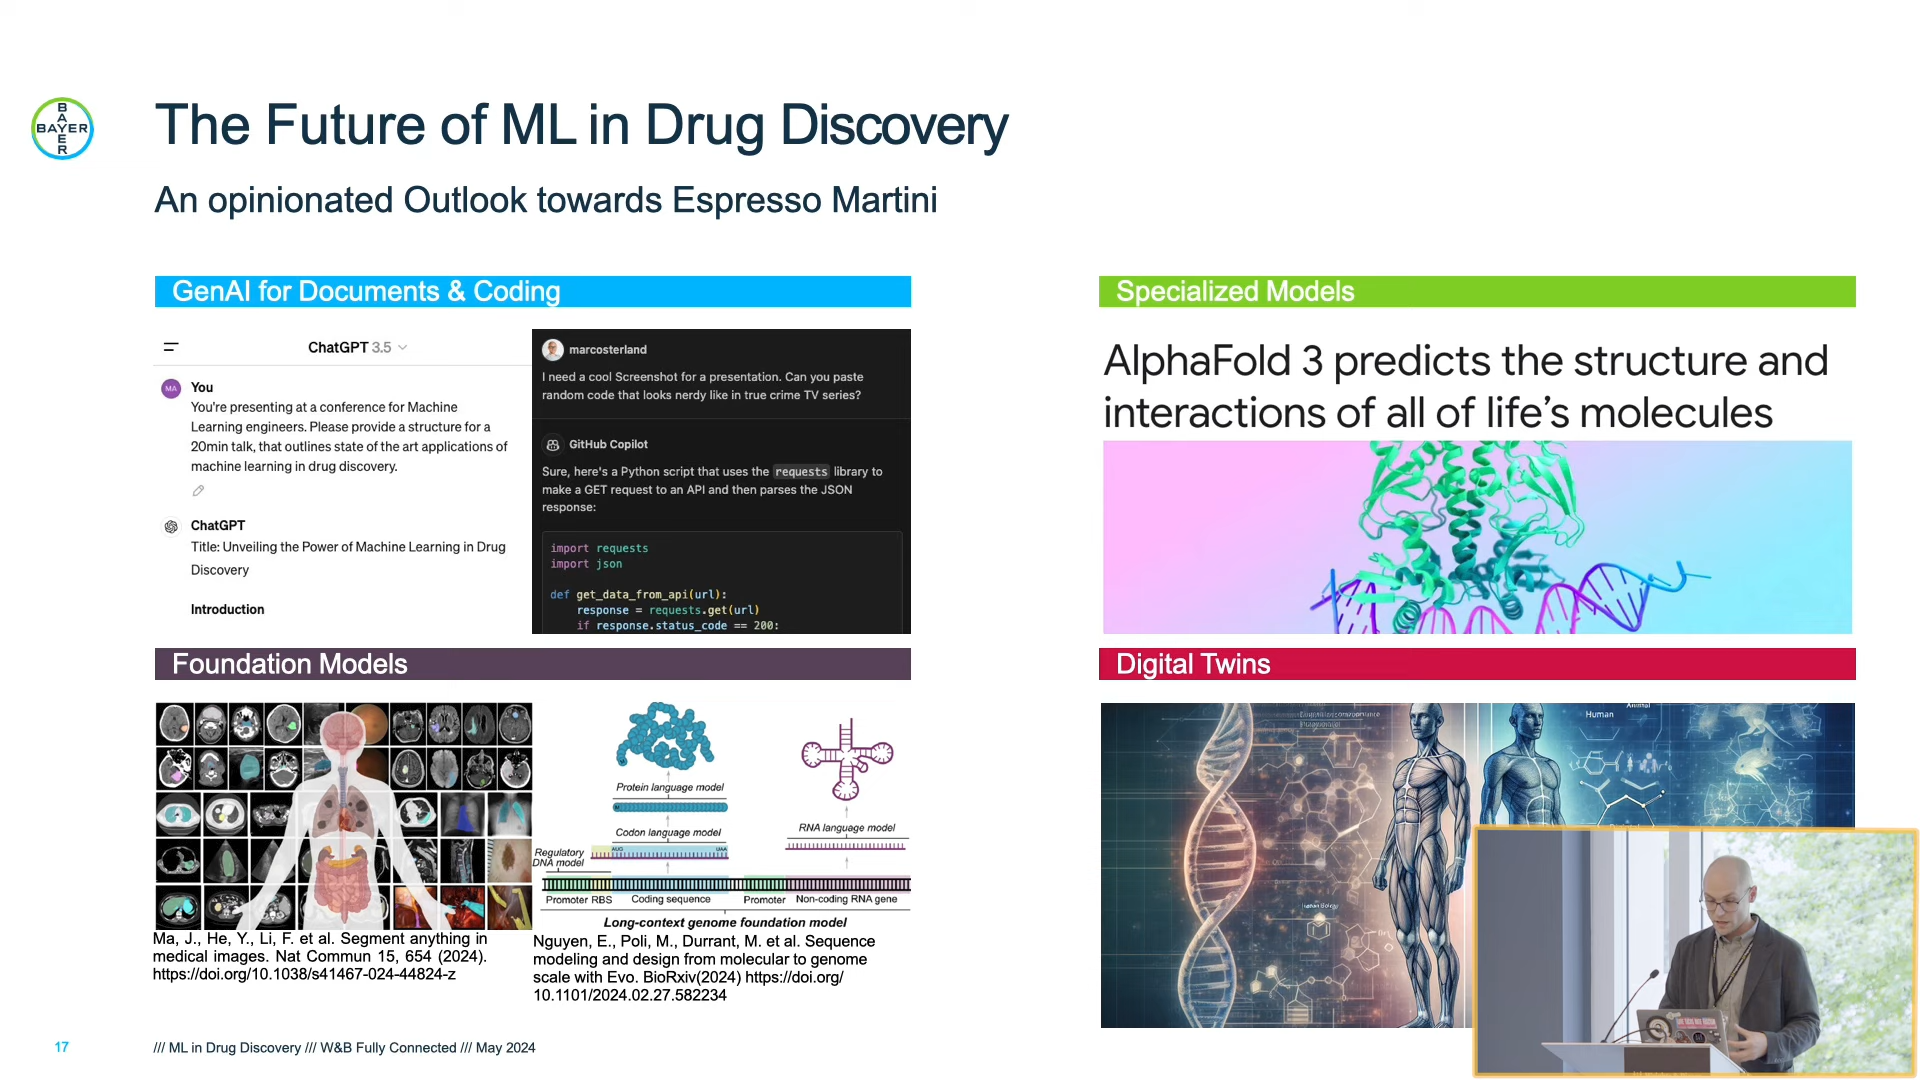 BAYER
BAYER
The Future of ML in Drug Discovery
An opinionated Outlook towards Espresso Martini
GenAI for Documents & Coding
ChatGPT 3.5
MA
You
You're presenting at a conference for Machine
Learning engineers. Please provide a structure for a
20min talk, that outlines state of the art applications of
machine learning in drug discovery.
ChatGPT
Title: Unveiling the Power of Machine Learning in Drug
Discovery
Introduction
marcosterland
I need a cool Screenshot for a presentation. Can you paste
random code that looks nerdy like in true crime TV series?
GitHub Copilot
Sure, here's a Python script that uses the requests library to
make a GET request to an API and then parses the JSON
response:
import requests
import json
def get_data_from_api(url):
response = requests.get(url)
if response.status_code == 200:
Specialized Models
AlphaFold 3 predicts the structure and
interactions of all of life's molecules
Foundation Models
Protein language model
Codon language model
AUG
UAA
Regulatory
DNA model
RNA language model
Promoter RBS
Coding sequence
Promoter
Non-coding RNA gene
Long-context genome foundation model
Ma, J., He, Y., Li, F. et al. Segment anything in
medical images. Nat Commun 15, 654 (2024).
https://doi.org/10.1038/s41467-024-44824-z
Nguyen, E., Poli, M., Durrant, M. et al. Sequence
modeling and design from molecular to genome
scale with Evo. BioRxiv(2024) https://doi.org/
10.1101/2024.02.27.582234
Digital Twins
Human
Animal
17
/// ML in Drug Discovery /// W&B Fully Connected /// May 2024